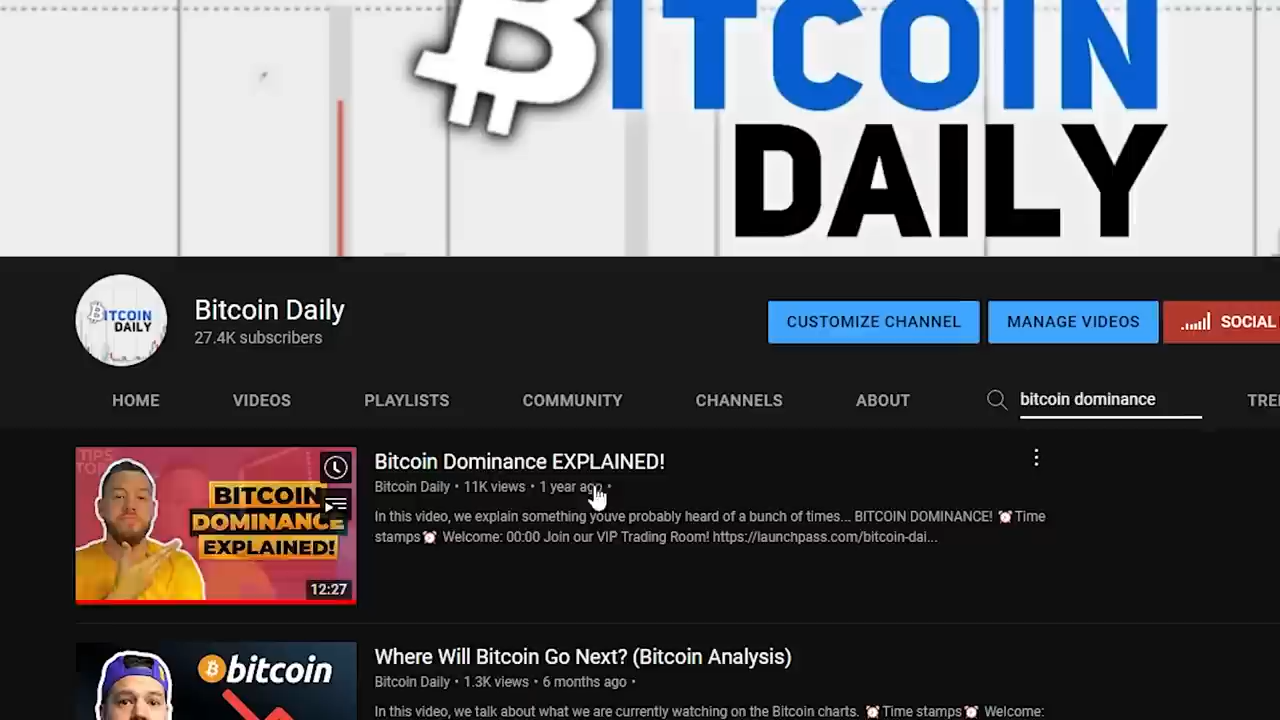 BITCOIN
DAILY
BITCOIN
DAILY
Bitcoin Daily
27.4K subscribers
CUSTOMIZE CHANNEL
MANAGE VIDEOS
SOCIAL
HOME
VIDEOS
PLAYLISTS
COMMUNITY
CHANNELS
ABOUT
bitcoin dominance
TIPS
BITCOIN
DOMINANCE
EXPLAINED!
12:27
Bitcoin Dominance EXPLAINED!
Bitcoin Daily • 11K views • 1 year ago •
In this video, we explain something youve probably heard of a bunch of times... BITCOIN DOMINANCE! ⏰Time
stamps⏰ Welcome: 00:00 Join our VIP Trading Room! https://launchpass.com/bitcoin-dai...
bitcoin
Where Will Bitcoin Go Next? (Bitcoin Analysis)
Bitcoin Daily • 1.3K views • 6 months ago •
In this video, we talk about what we are currently watching on the Bitcoin charts. ⏰Time stamps⏰ Welcome: